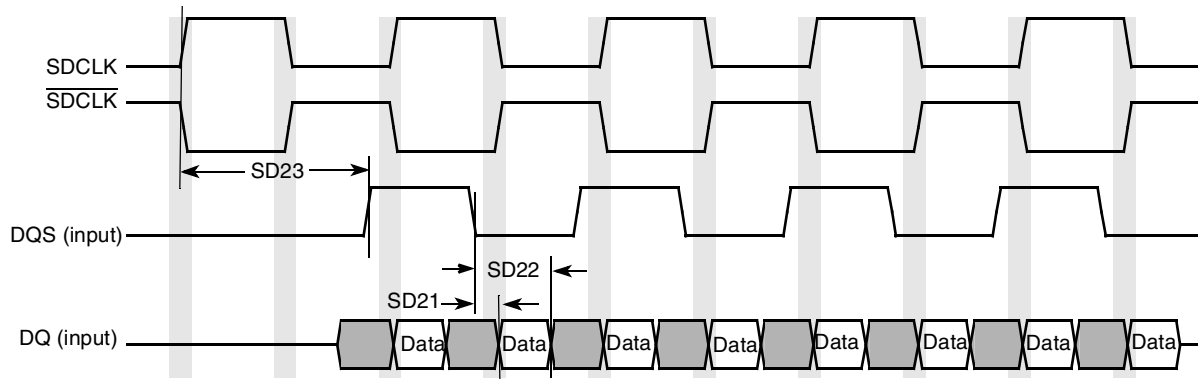 SDCLK
SDCLK
SD23
DQS (input)
SD22
SD21
DQ (input)
Data Data Data Data Data Data Data Data